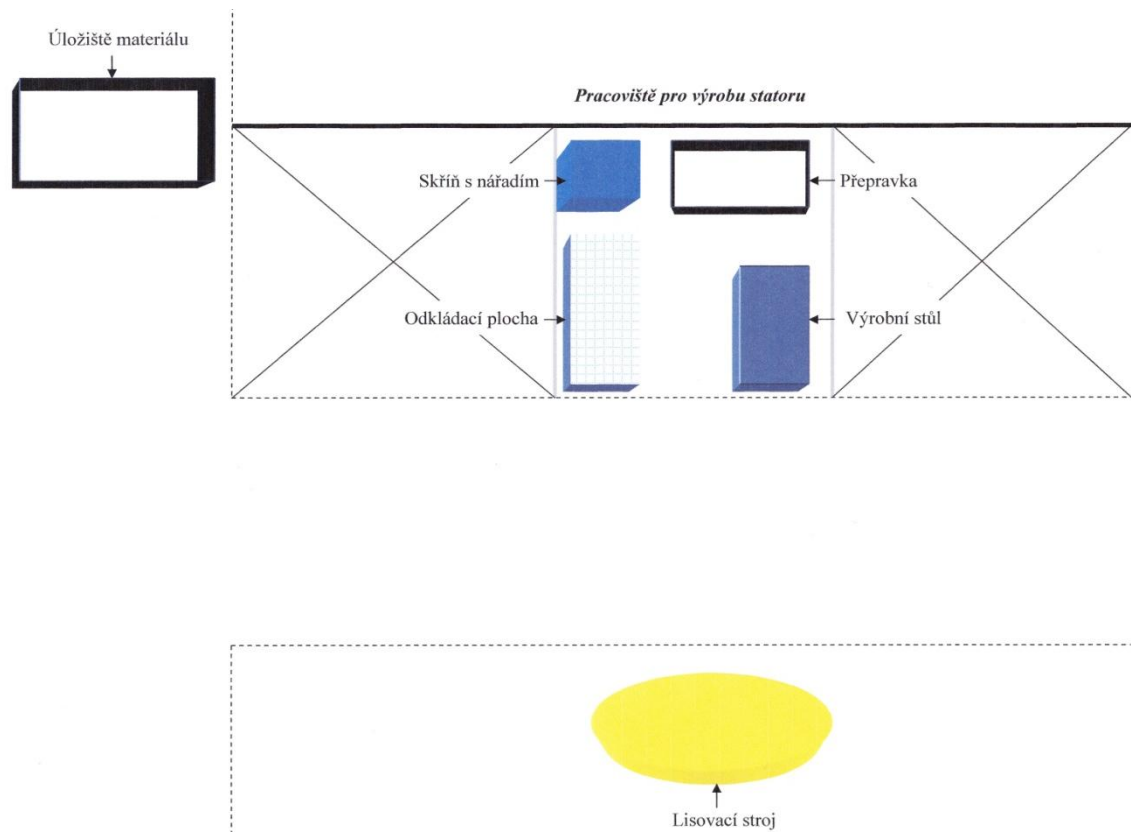 Úložiště materiálu
Pracoviště pro výrobu statoru
Skříň s nářadím
Přepravka
Odkládací plocha
Výrobní stůl
Lisovací stroj